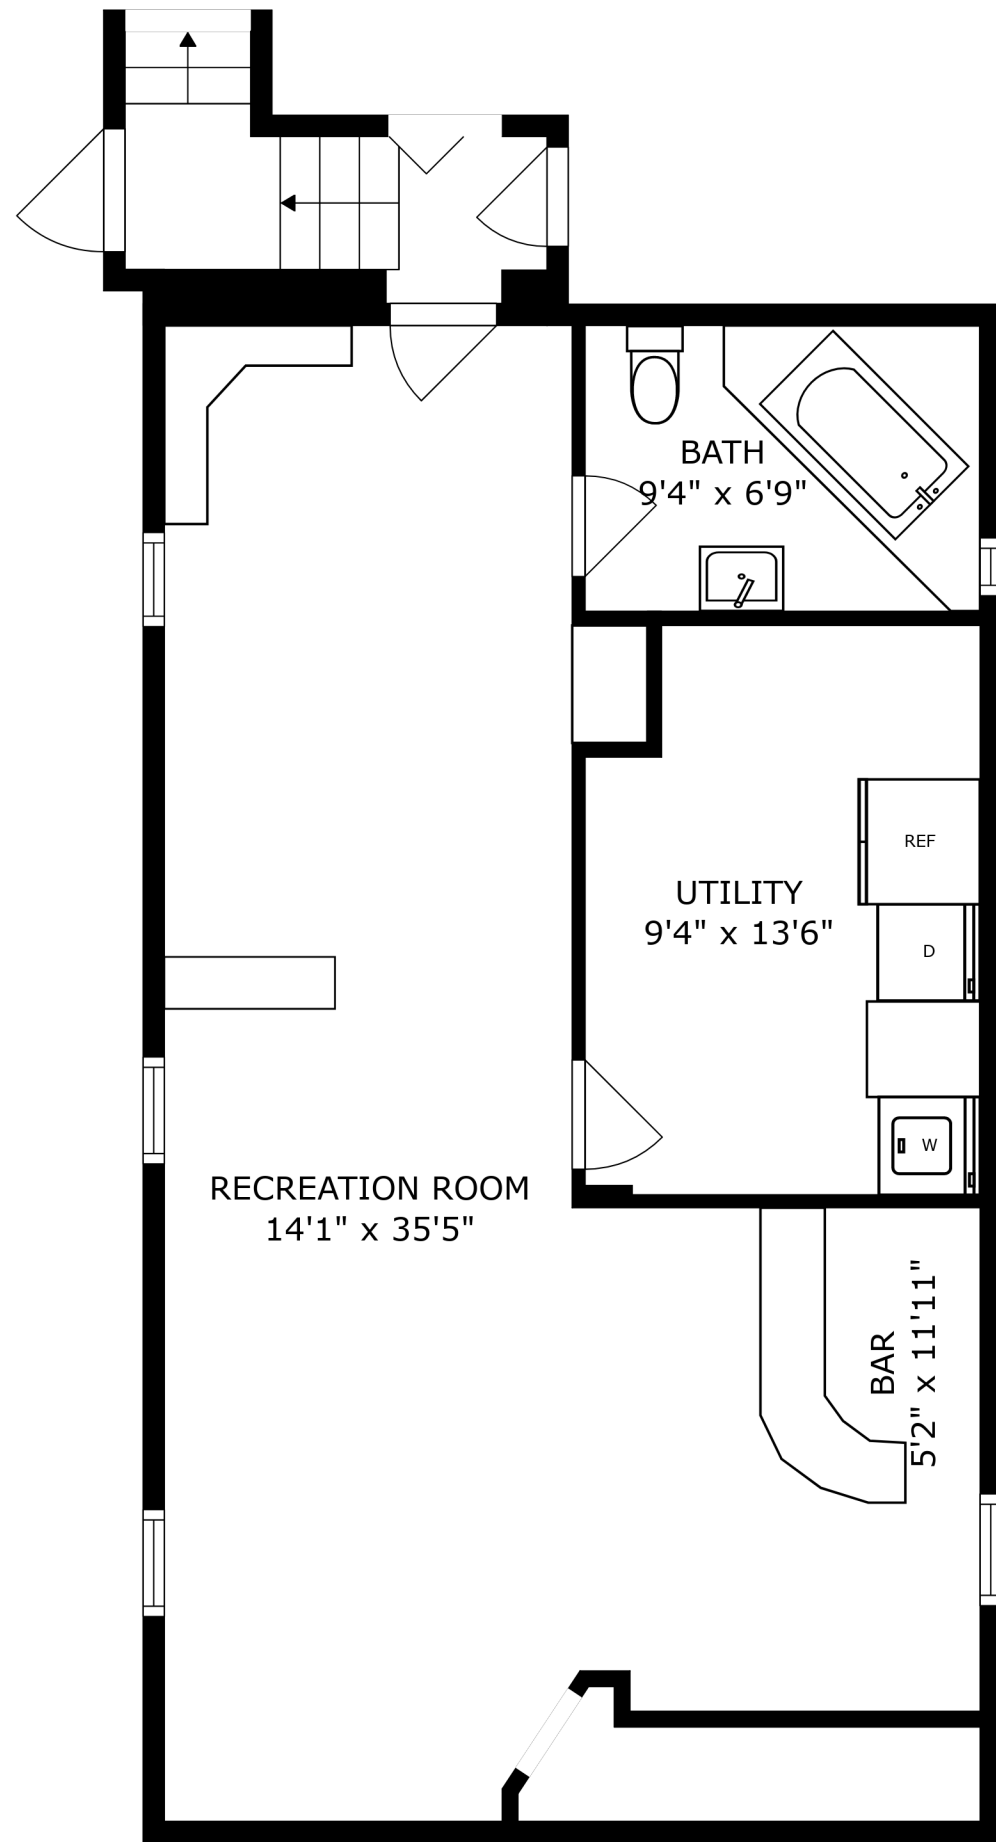 BATH
9'4" x 6'9"
REF
UTILITY
9'4" x 13'6"
D
W
RECREATION ROOM
14'1" x 35'5"
BAR
5'2" x 11'11"